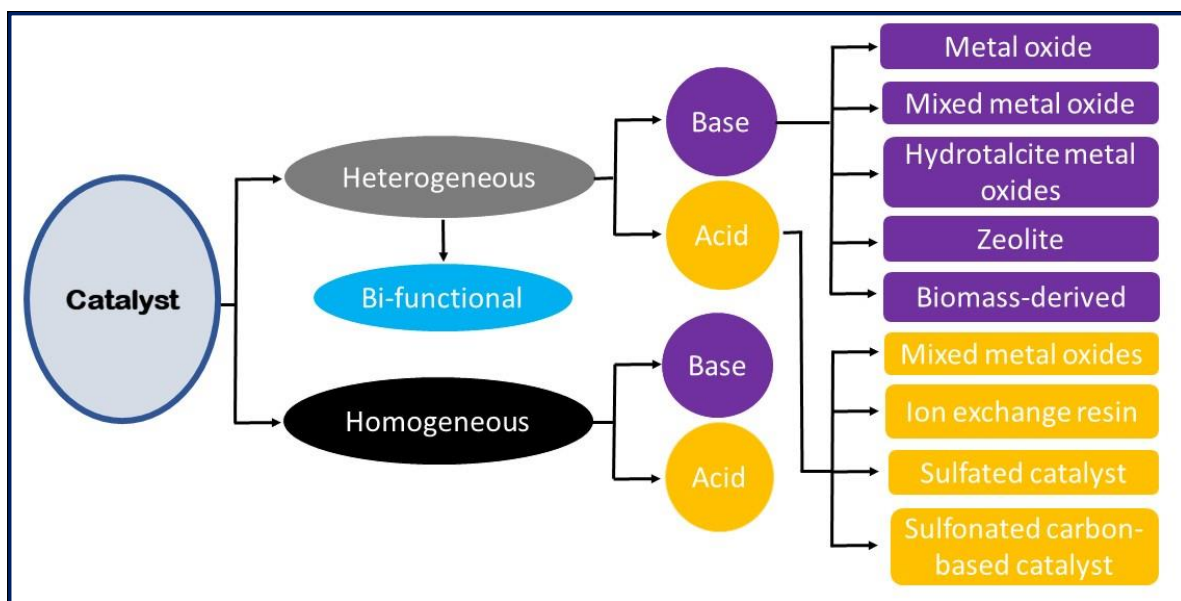 Catalyst
Heterogeneous
Bi-functional
Homogeneous
Base
Acid
Base
Acid
Metal oxide
Mixed metal oxide
Hydrotalcite metal
oxides
Zeolite
Biomass-derived
Mixed metal oxides
Ion exchange resin
Sulfated catalyst
Sulfonated carbon-
based catalyst